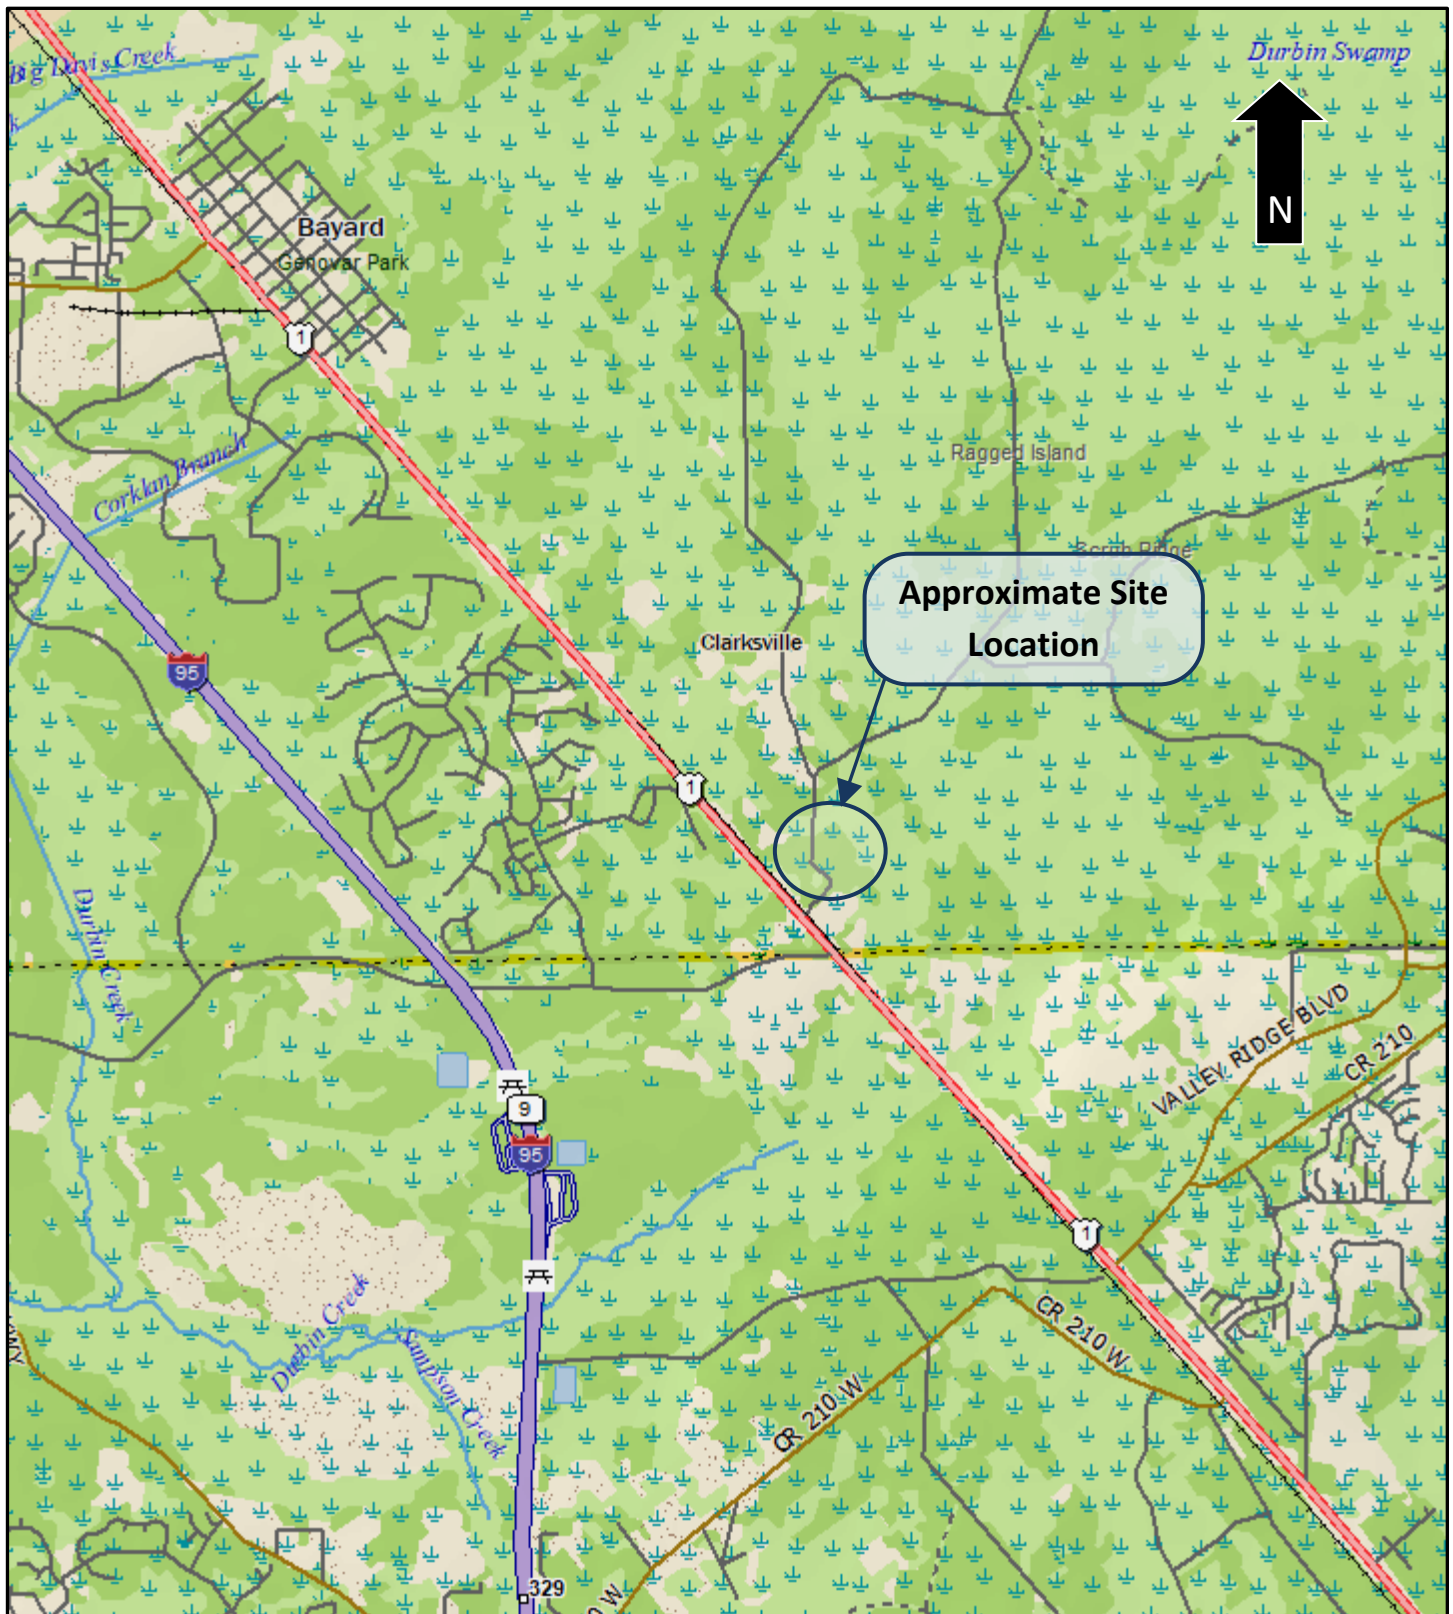 Big Davis Creek
Durbin Swamp
N
Bayard
Genovar Park
1
Corklan Branch
Ragged Island
Scrub Ridge
Approximate Site
Location
Clarksville
95
1
Durbin Creek
VALLEY RIDGE BLVD
CR 210
9
95
1
Durbin Creek
Sampson Creek
CR 210 W
CR 210 W
329